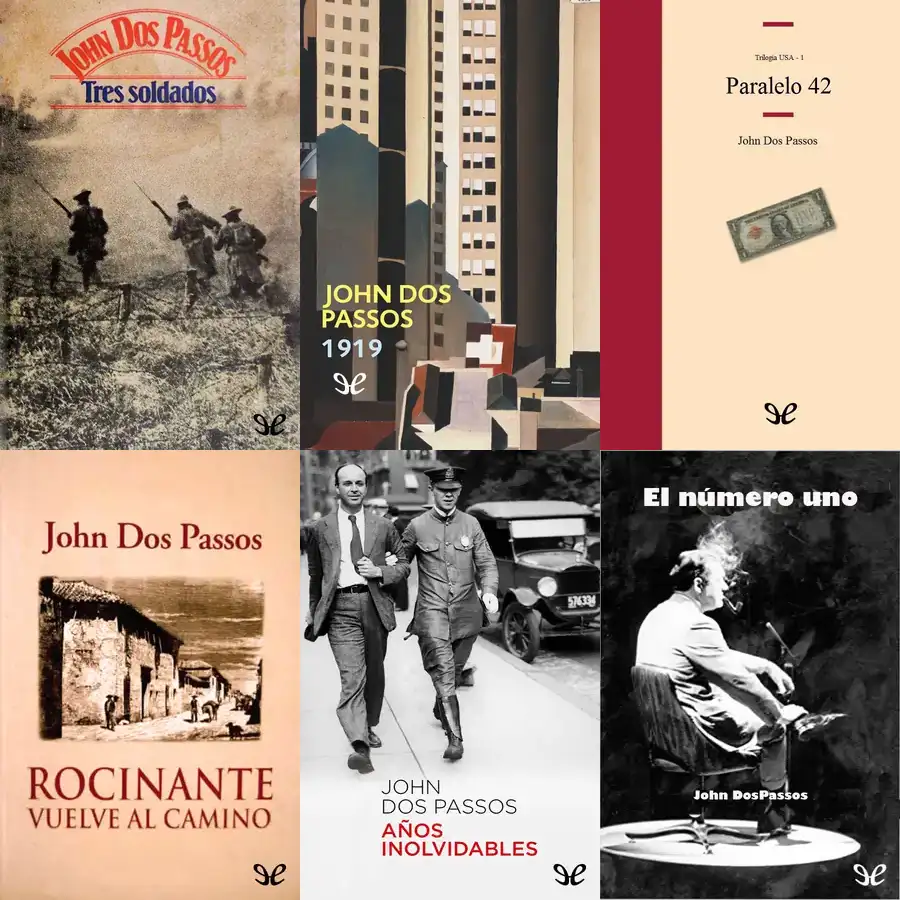 JOHN DOS PASSOS
Tres soldados
JOHN DOS
PASSOS
1919
Trilogía USA - 1
Paralelo 42
John Dos Passos
John Dos Passos
ROCINANTE
VUELVE AL CAMINO
576334
JOHN
DOS PASSOS
AÑOS
INOLVIDABLES
El número uno
John DosPassos